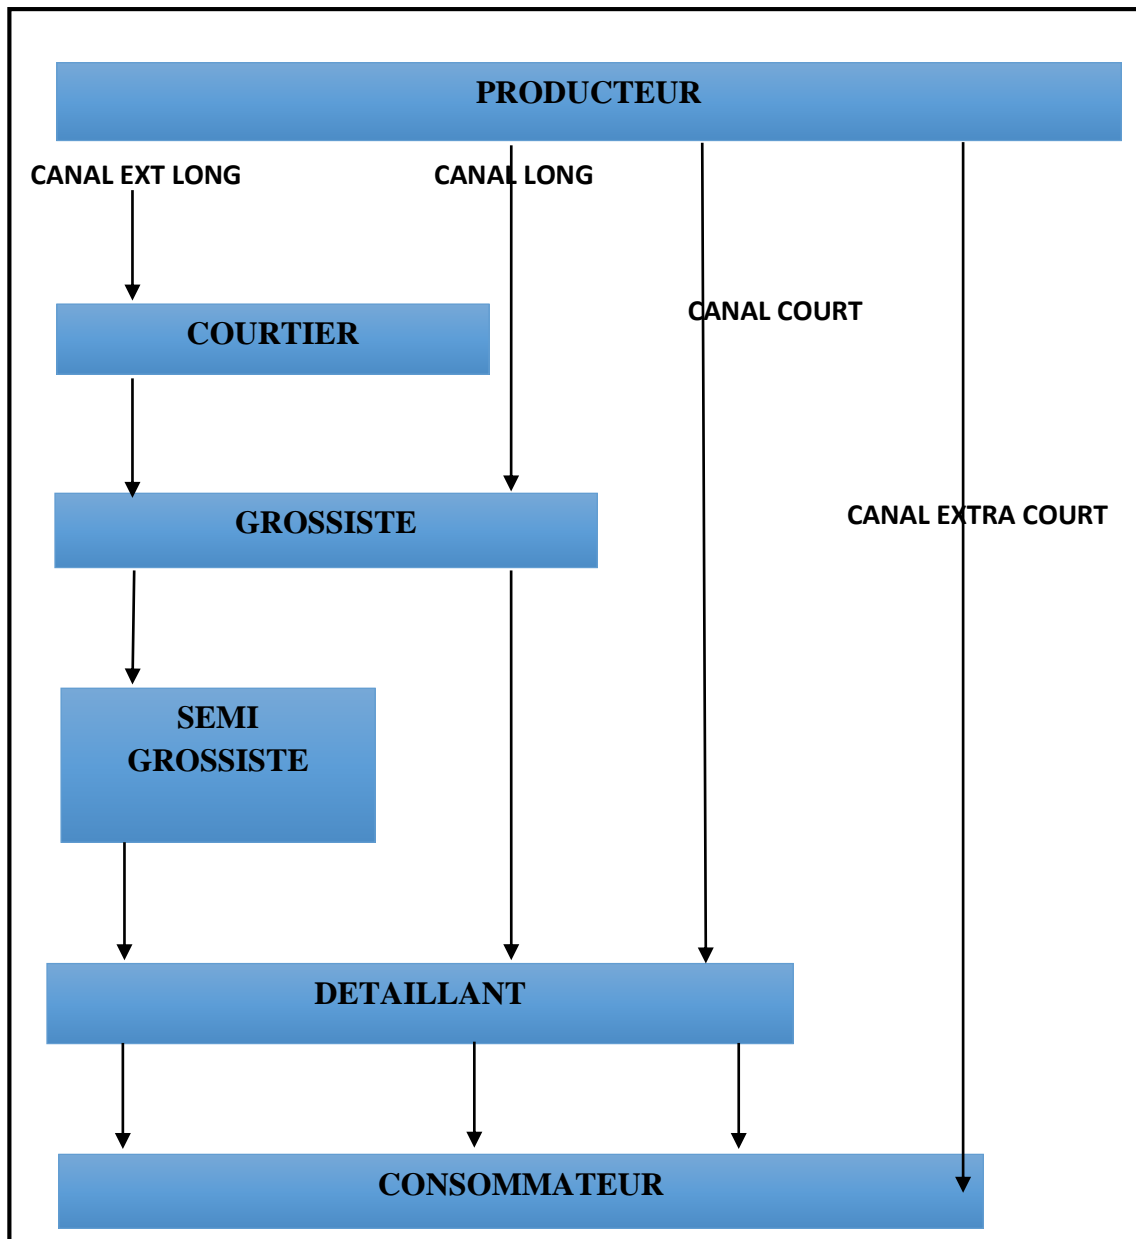 PRODUCTEUR
CANAL EXT LONG
CANAL LONG
CANAL COURT
COURTIER
GROSSISTE
CANAL EXTRA COURT
SEMI
GROSSISTE
DETAILLANT
CONSOMMATEUR